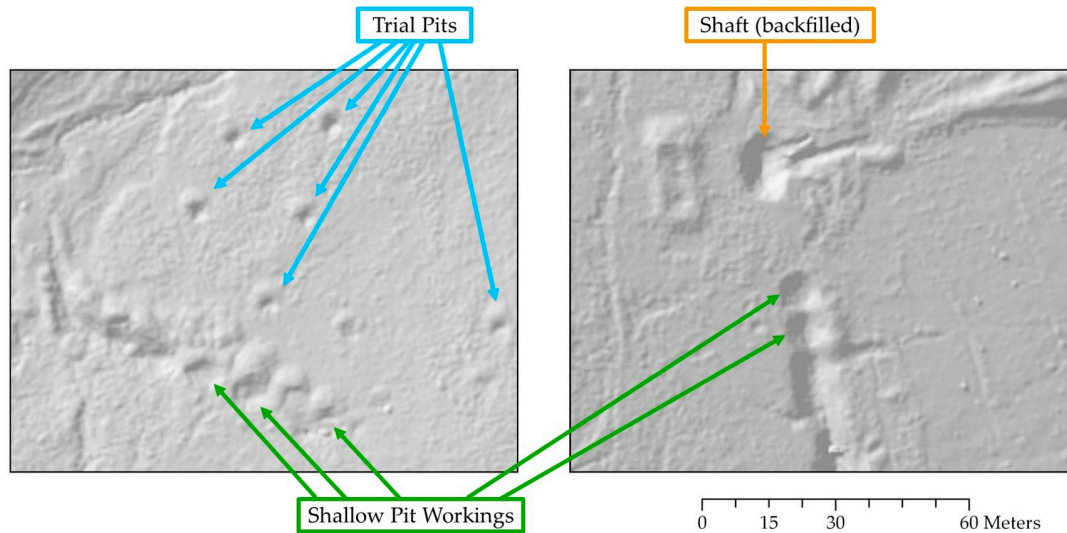 Trial Pits
Shaft (backfilled)
Shallow Pit Workings
0 15 30 60 Meters